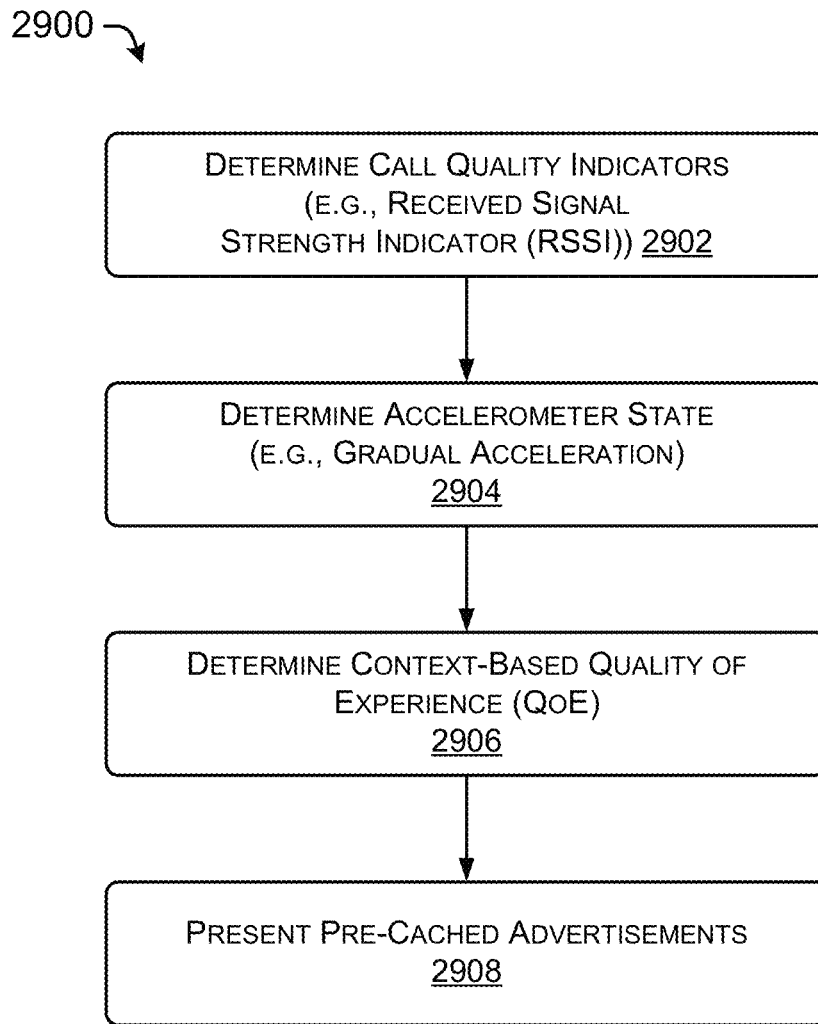 2900
DETERMINE CALL QUALITY INDICATORS
(E.G., RECEIVED SIGNAL
STRENGTH INDICATOR (RSSI)) 2902
DETERMINE ACCELEROMETER STATE
(E.G., GRADUAL ACCELERATION)
2904
DETERMINE CONTEXT-BASED QUALITY OF
EXPERIENCE (QOE)
2906
PRESENT PRE-CACHED ADVERTISEMENTS
2908